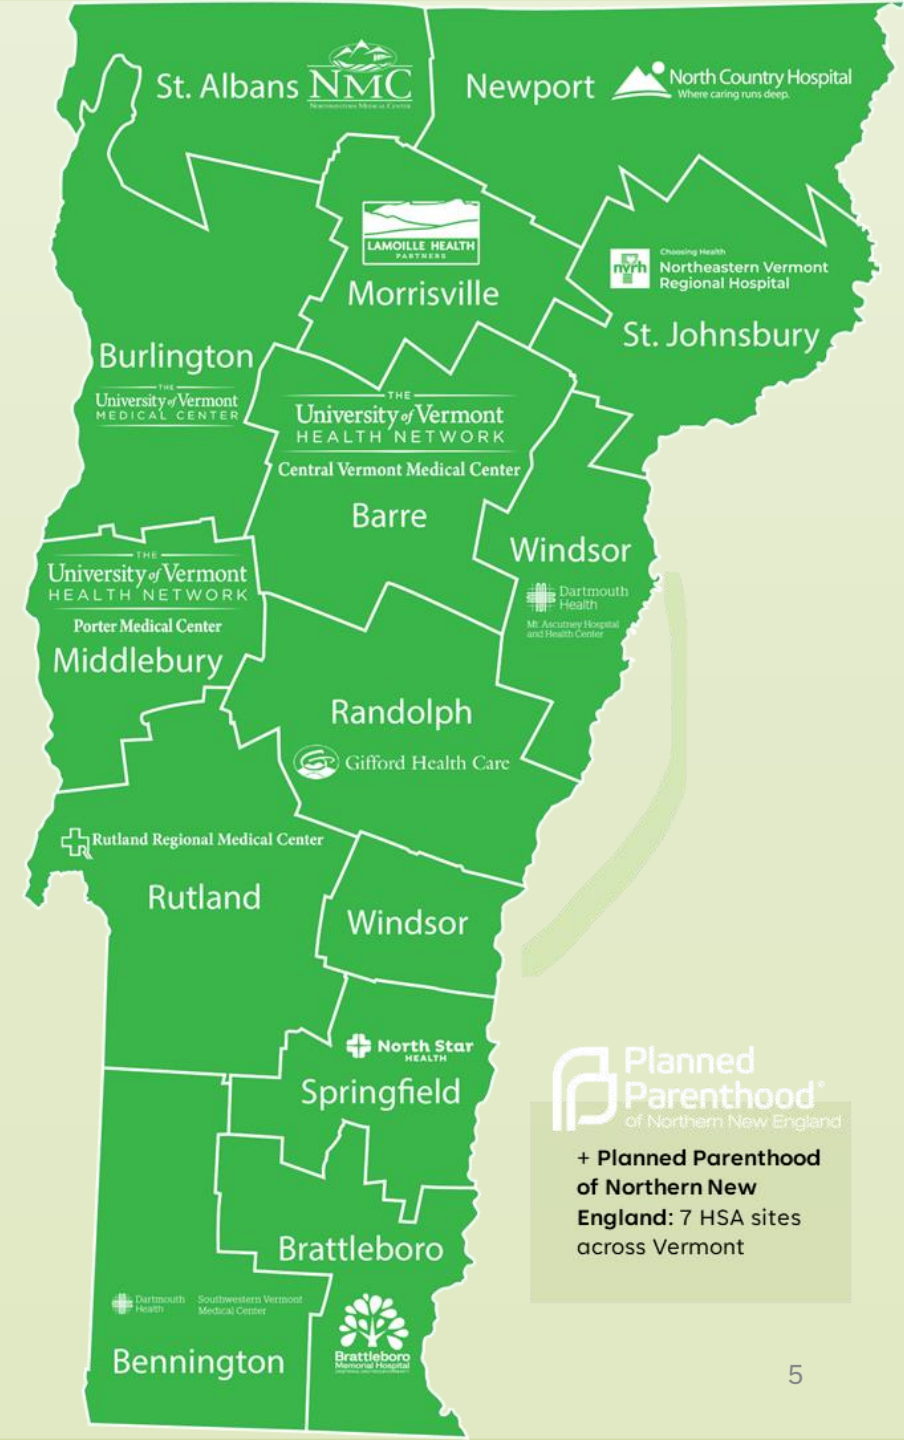 St. Albans
NMC
Northwestern Medical Center
Newport
North Country Hospital
Where caring runs deep.
LAMOILLE HEALTH
PARTNERS
Morrisville
Choosing Health
nvrh
Northeastern Vermont
Regional Hospital
St. Johnsbury
Burlington
THE
University of Vermont
MEDICAL CENTER
THE
University of Vermont
HEALTH NETWORK
Central Vermont Medical Center
Barre
Windsor
Dartmouth
Health
Mt. Ascutney Hospital
and Health Center
THE
University of Vermont
HEALTH NETWORK
Porter Medical Center
Middlebury
Randolph
Gifford Health Care
Rutland Regional Medical Center
Rutland
Windsor
North Star
HEALTH
Springfield
Planned
Parenthood®
of Northern New England
+ Planned Parenthood
of Northern New
England: 7 HSA sites
across Vermont
Brattleboro
Dartmouth
Health
Southwestern Vermont
Medical Center
Bennington
Brattleboro
Memorial Hospital
5